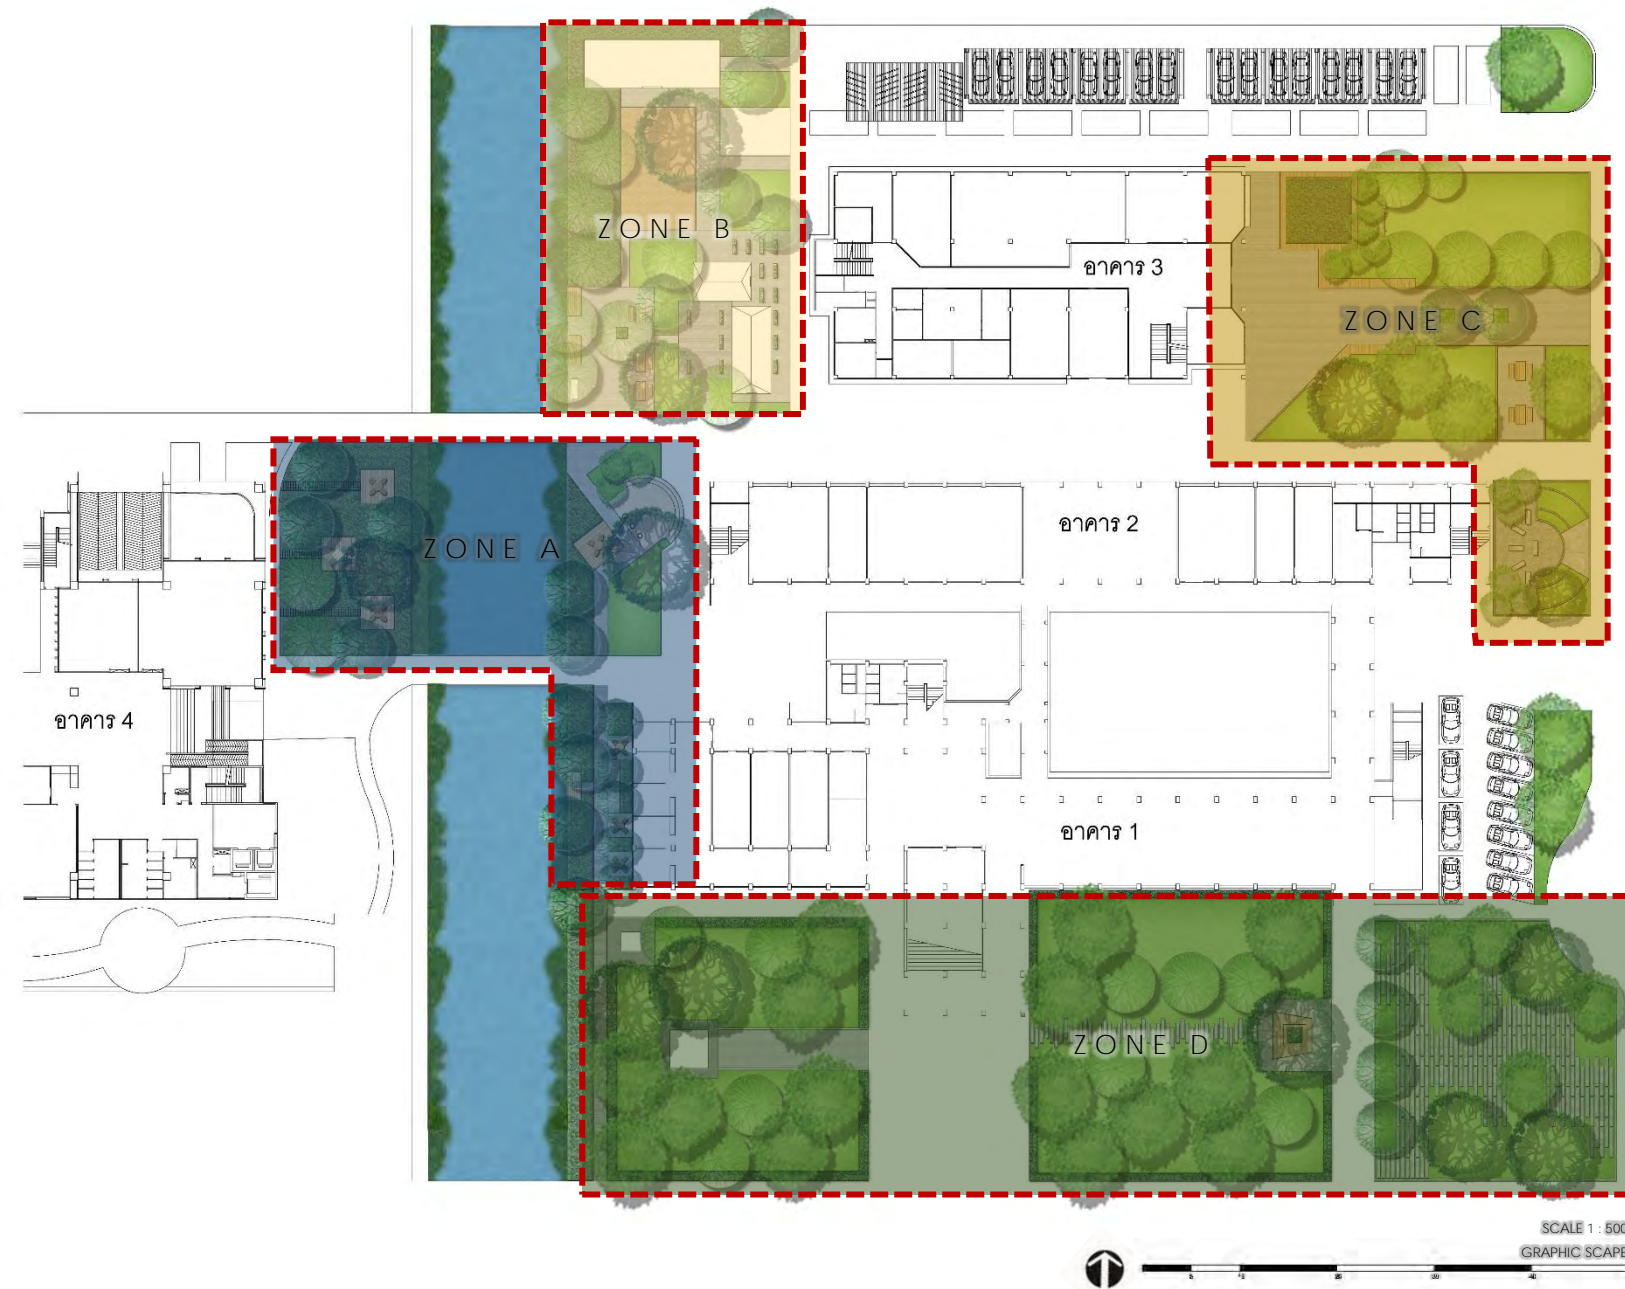 ZONE B
อาคาร 3
ZONE C
อาคาร 2
ZONE A
อาคาร 4
อาคาร 1
ZONE D
SCALE 1 : 500
GRAPHIC SCAPE